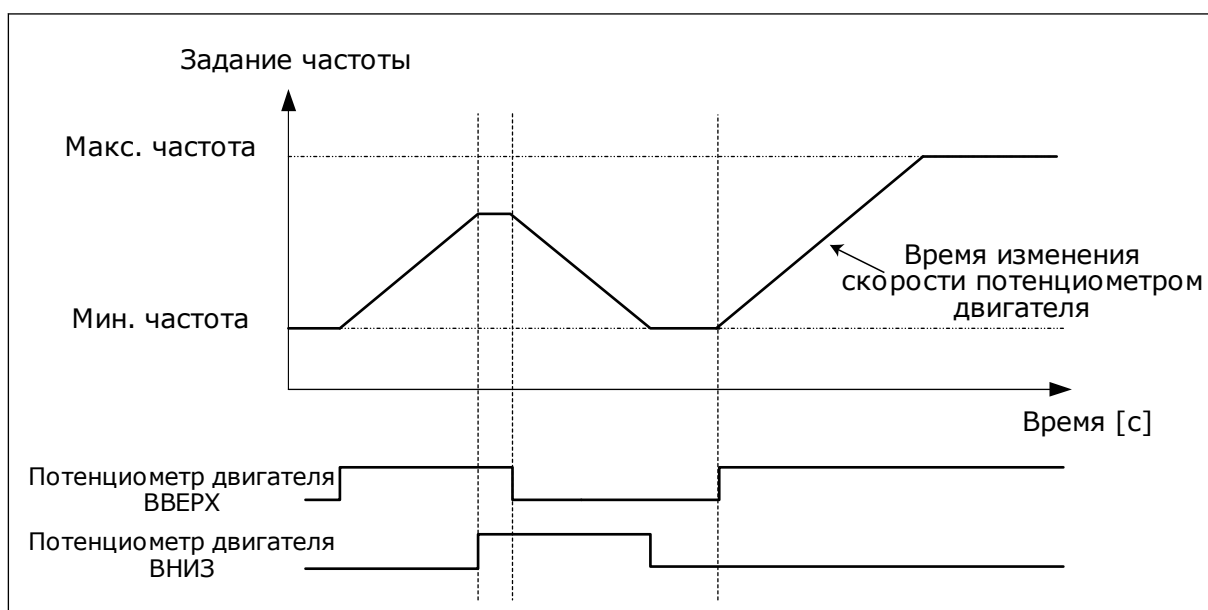 Задание частоты
Макс. частота
Время изменения
скорости потенциометром
двигателя
Мин. частота
Время [с]
Потенциометр двигателя
ВВЕРХ
Потенциометр двигателя
ВНИЗ